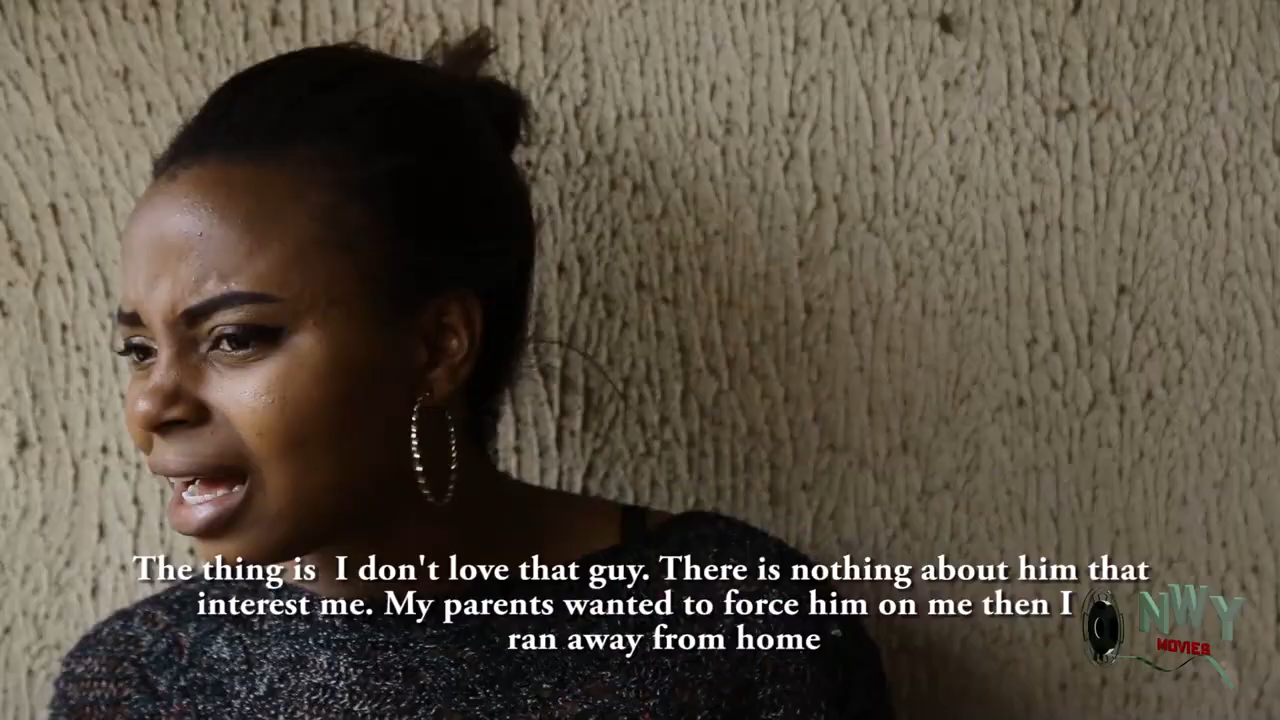 The thing is I don't love that guy. There is nothing about him that
interest me. My parents wanted to force him on me then I
ran away from home
NWY
MOVIES